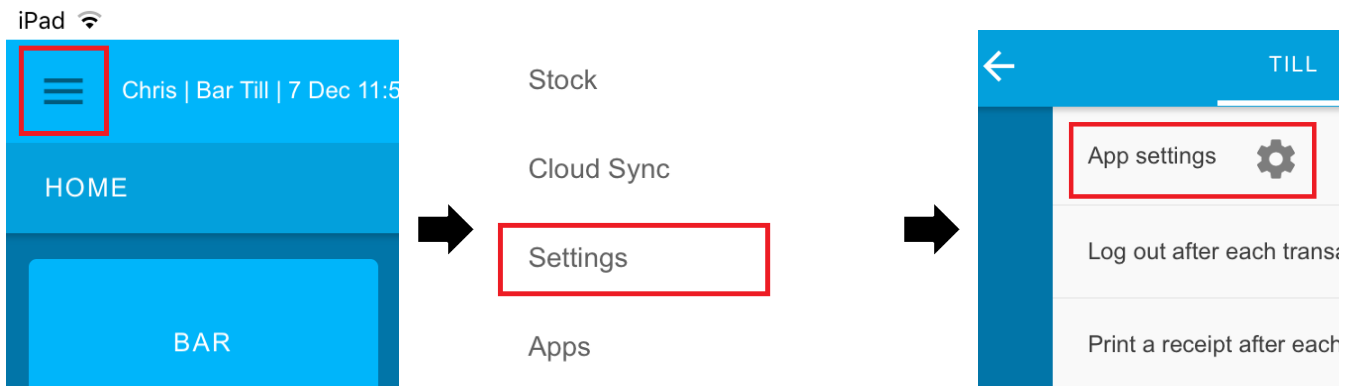 iPad
Chris | Bar Till | 7 Dec 11:5
HOME
BAR
Stock
Cloud Sync
Settings
Apps
TILL
App settings
Log out after each transa
Print a receipt after each